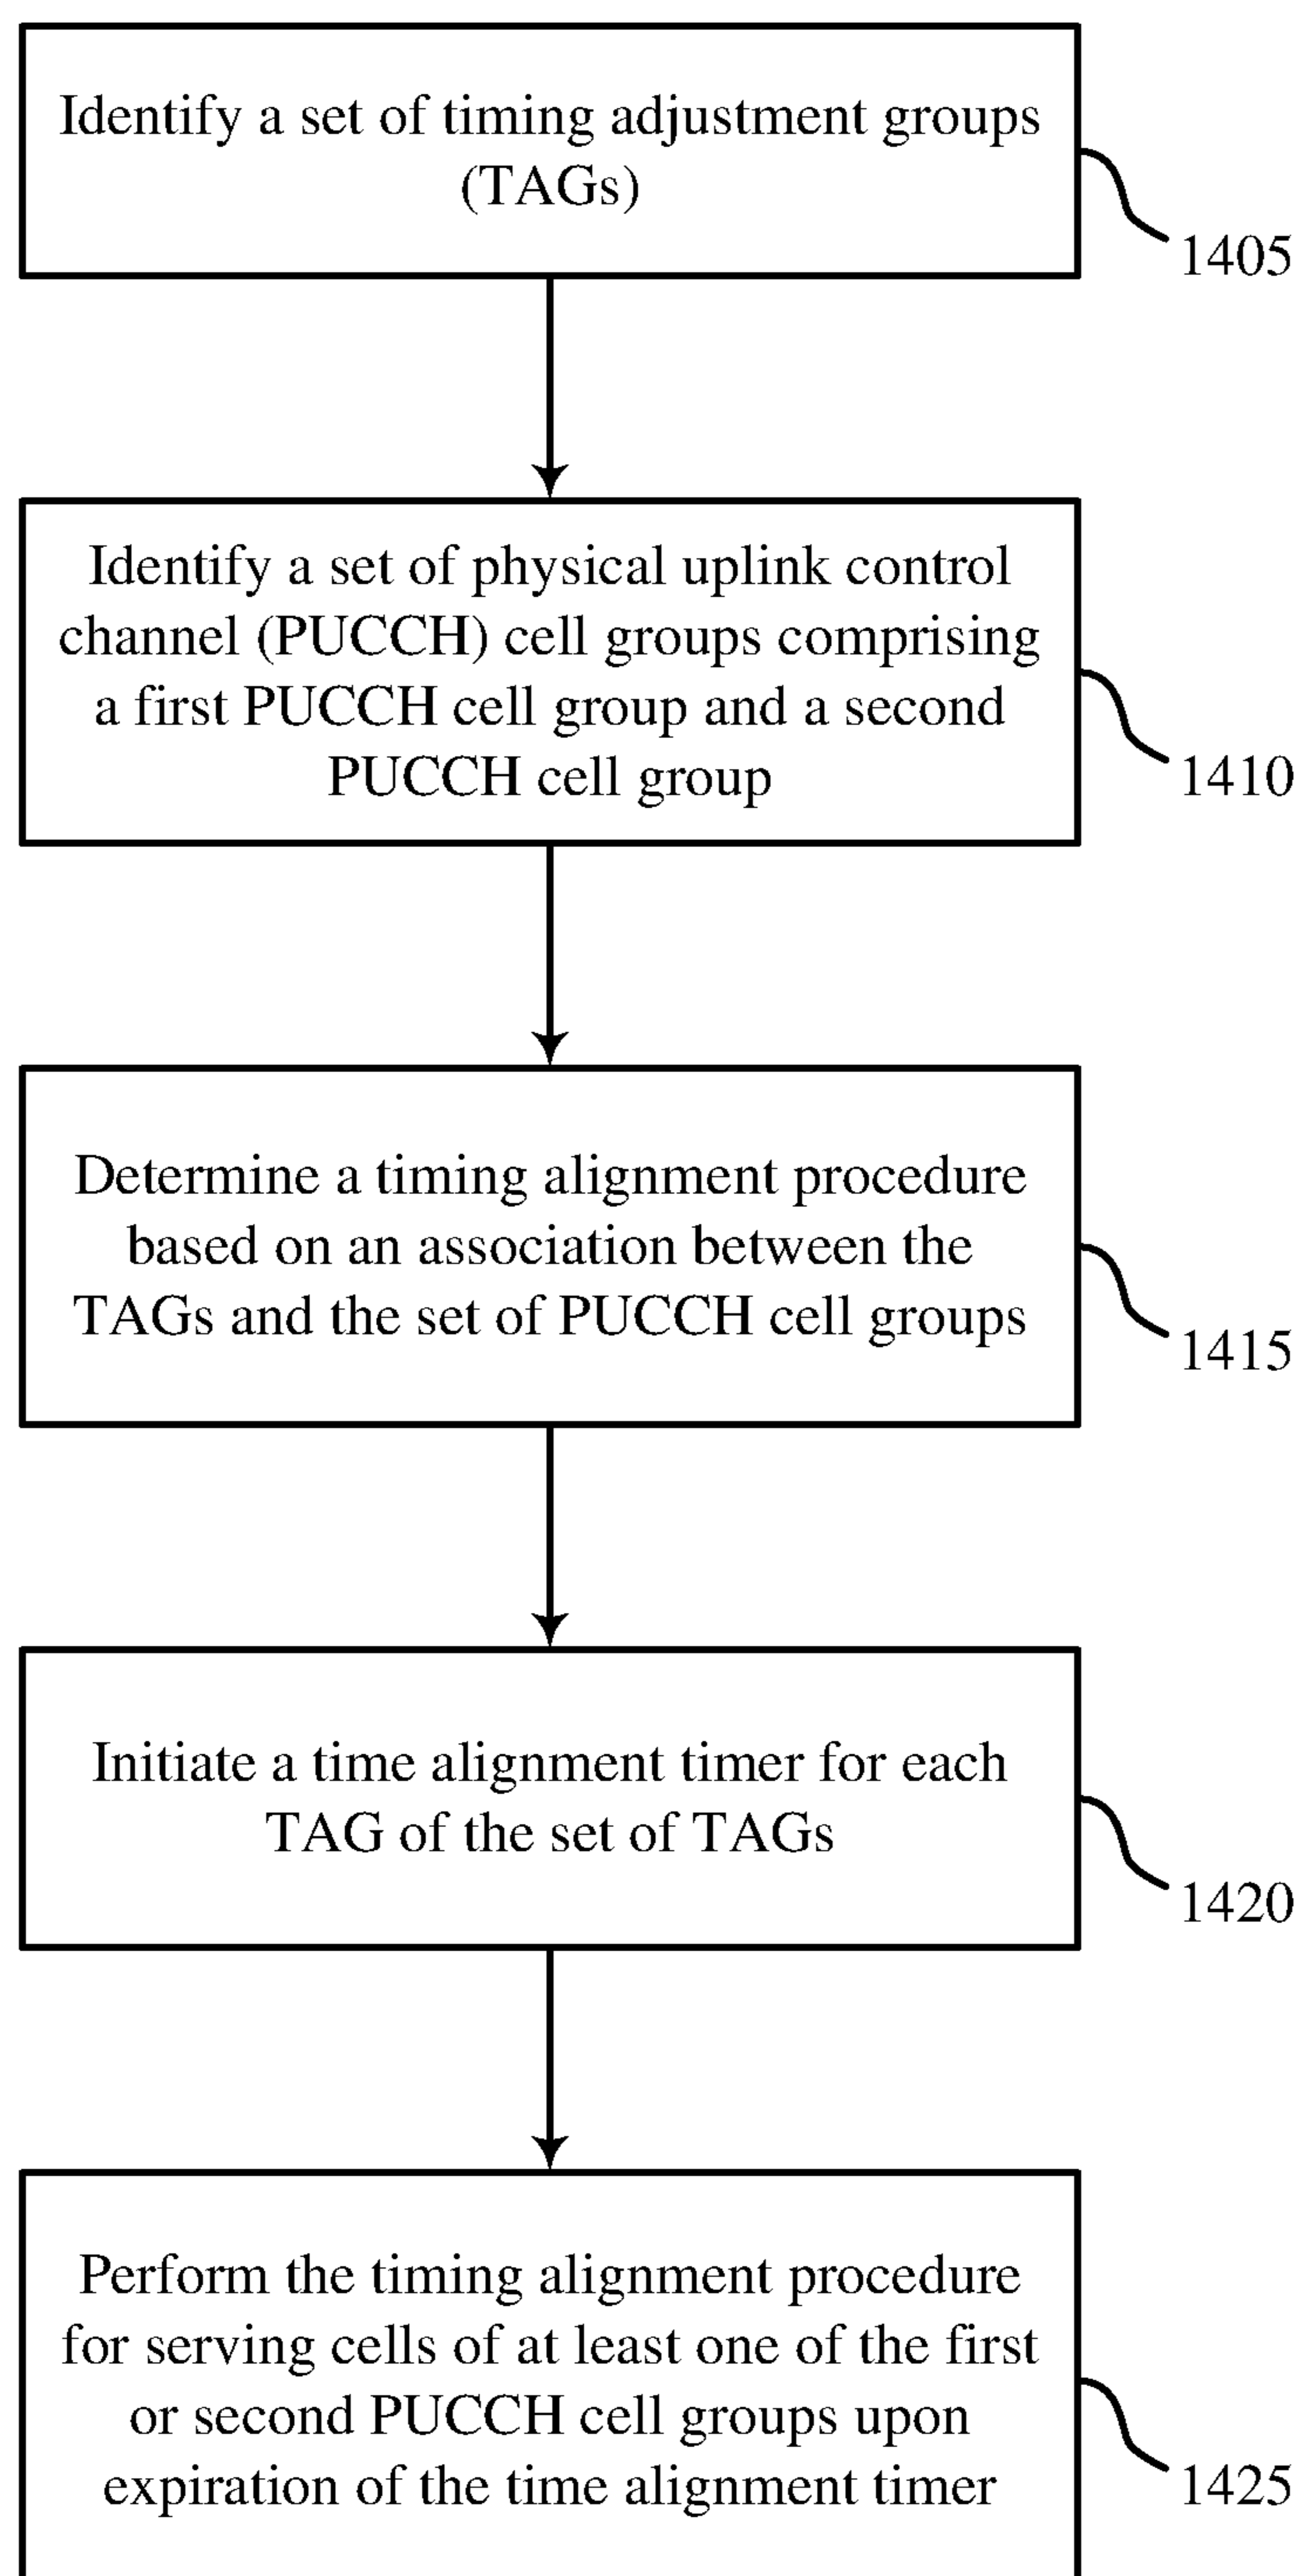 Identify a set of timing adjustment groups
(TAGs)
1405
Identify a set of physical uplink control
channel (PUCCH) cell groups comprising
a first PUCCH cell group and a second
PUCCH cell group
1410
Determine a timing alignment procedure
based on an association between the
TAGs and the set of PUCCH cell groups
1415
Initiate a time alignment timer for each
TAG of the set of TAGs
1420
Perform the timing alignment procedure
for serving cells of at least one of the first
or second PUCCH cell groups upon
expiration of the time alignment timer
1425